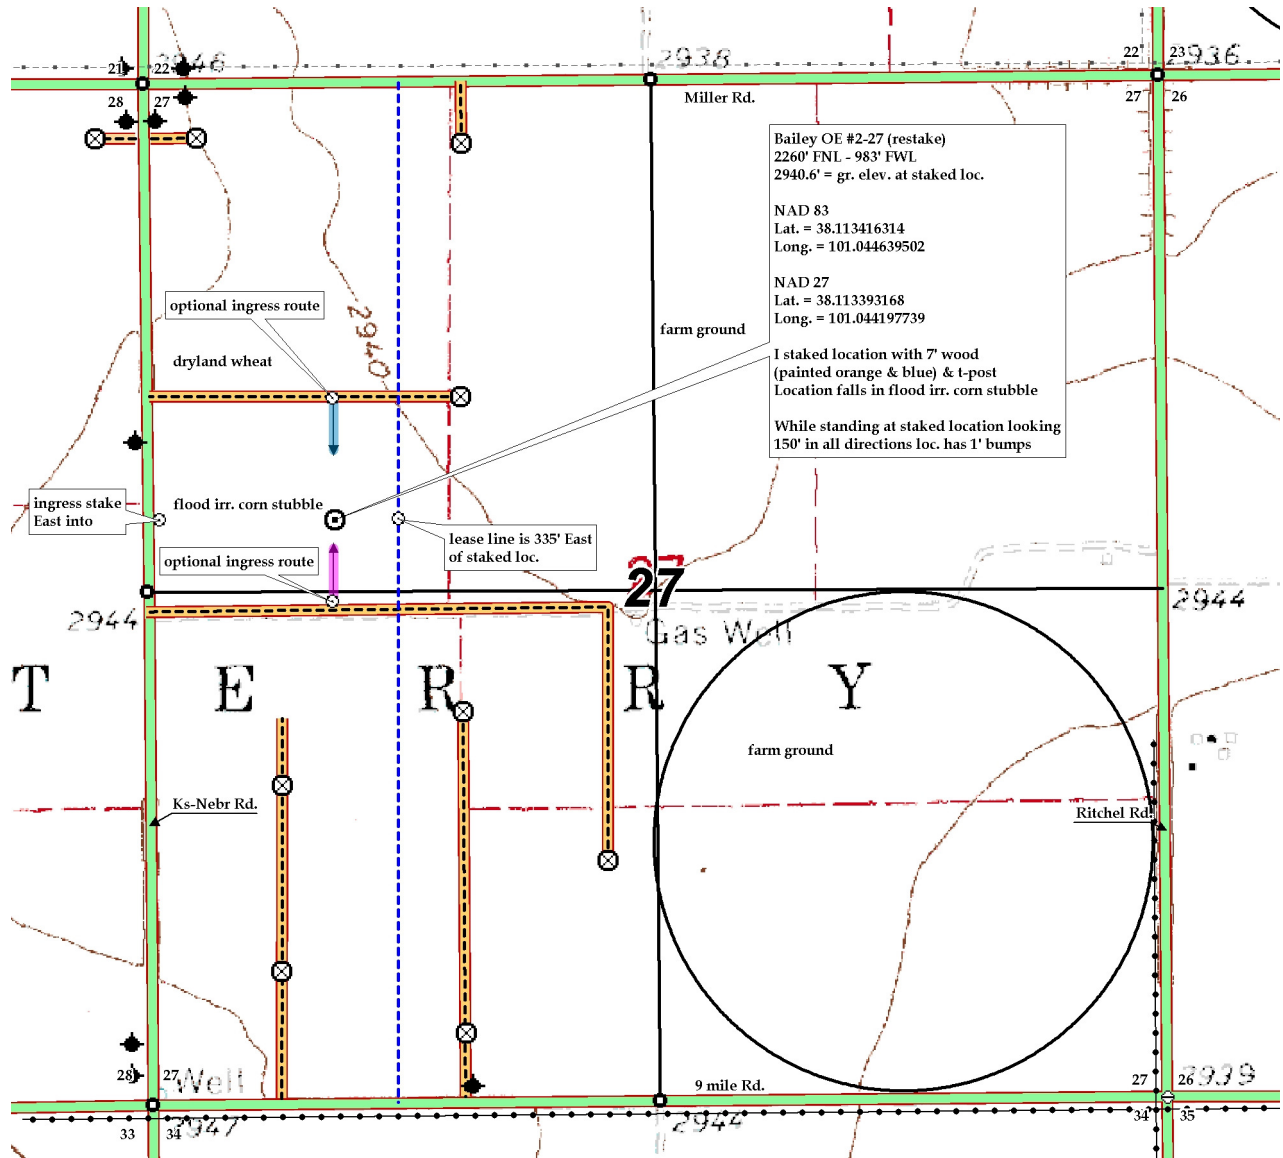 21 22 2946
2938
22 23 2936
28 27
Miller Rd.
27 26
Bailey OE #2-27 (restake)
2260' FNL - 983' FWL
2940.6' = gr. elev. at staked loc.
NAD 83
Lat. = 38.113416314
Long. = 101.044639502
NAD 27
Lat. = 38.113393168
Long. = 101.044197739
I staked location with 7' wood
(painted orange & blue) & t-post
Location falls in flood irr. corn stubble
While standing at staked location looking
150' in all directions loc. has 1' bumps
optional ingress route
2940
farm ground
dryland wheat
ingress stake
East into
flood irr. corn stubble
lease line is 335' East
of staked loc.
optional ingress route
27
27
2944
2944
Gas Well
T E R R Y
farm ground
Ks-Nebr Rd.
Ritchel Rd.
28 27
Well
9 mile Rd.
27 26 2939
33 34 2947
2944
34 35